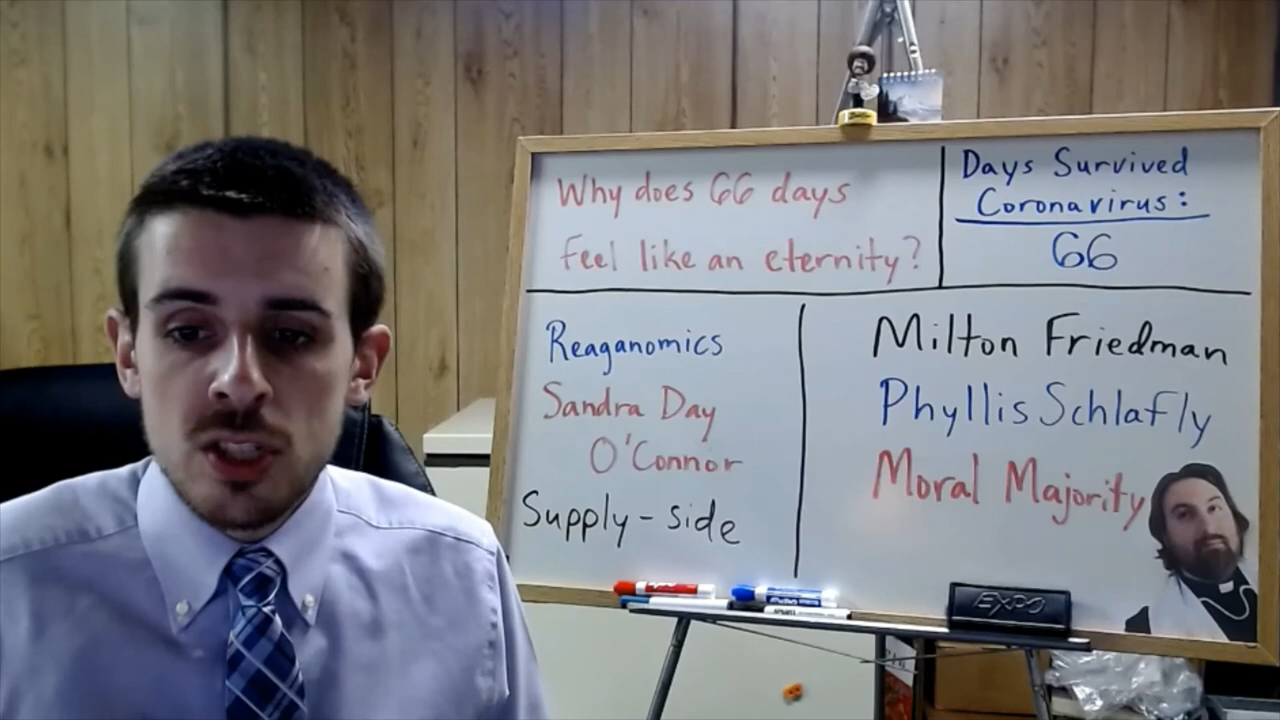 Why does 66 days
feel like an eternity?
Days Survived
Coronavirus:
66
Reaganomics
Sandra Day
O'Connor
Supply-side
Milton Friedman
Phyllis Schlafly
Moral Majority
EXPO